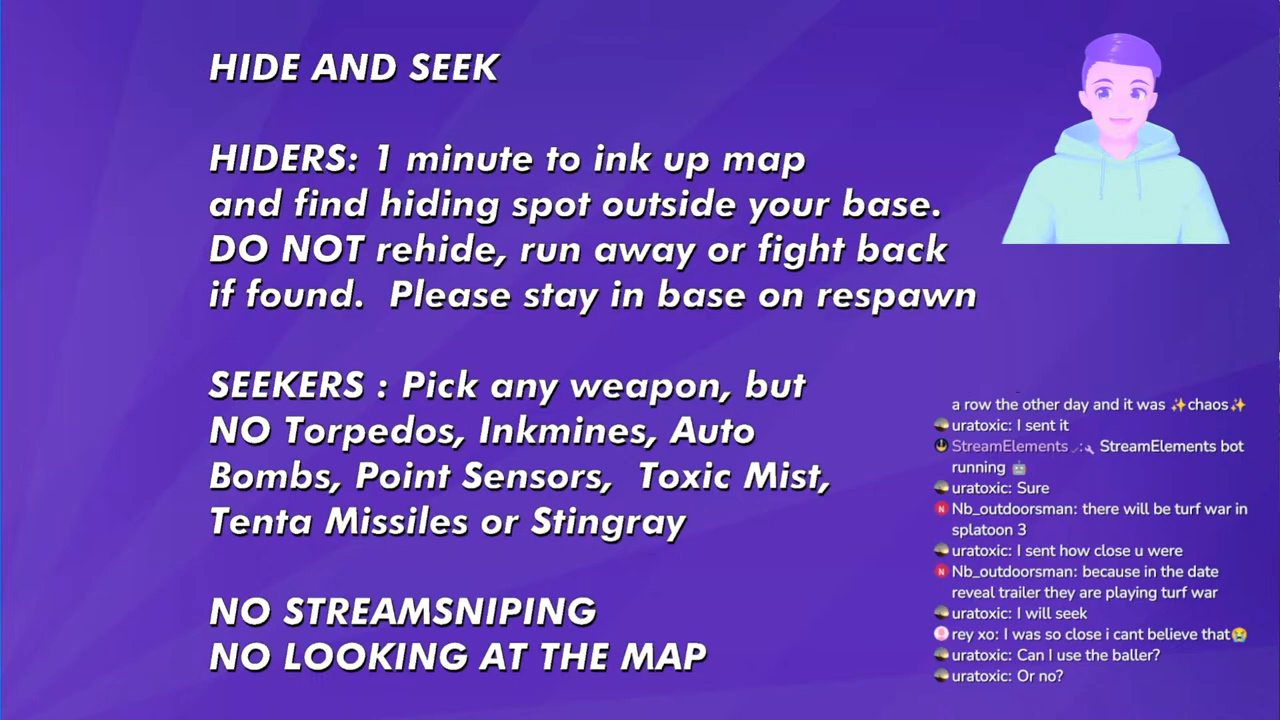 HIDE AND SEEK
HIDERS: 1 minute to ink up map
and find hiding spot outside your base.
DO NOT rehide, run away or fight back
if found. Please stay in base on respawn
SEEKERS : Pick any weapon, but
NO Torpedos, Inkmines, Auto
Bombs, Point Sensors, Toxic Mist,
Tenta Missiles or Stingray
NO STREAMSNIPING
NO LOOKING AT THE MAP
a row the other day and it was ✨chaos✨
uratoxic: I sent it
StreamElements StreamElements bot
running 🤖
uratoxic: Sure
N Nb_outdoorsman: there will be turf war in
splatoon 3
uratoxic: I sent how close u were
N Nb_outdoorsman: because in the date
reveal trailer they are playing turf war
uratoxic: I will seek
rey xo: I was so close i cant believe that😭
uratoxic: Can I use the baller?
uratoxic: Or no?